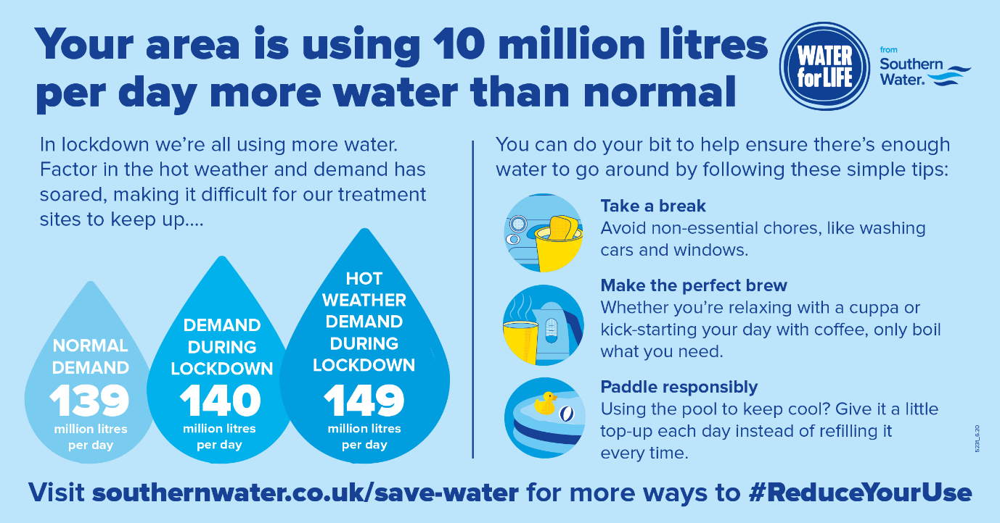 Your area is using 10 million litres
per day more water than normal
WATER
for LIFE
from
Southern
Water.
In lockdown we're all using more water.
Factor in the hot weather and demand has
soared, making it difficult for our treatment
sites to keep up....
NORMAL
DEMAND
139
million litres
per day
DEMAND
DURING
LOCKDOWN
140
million litres
per day
HOT
WEATHER
DEMAND
DURING
LOCKDOWN
149
million litres
per day
You can do your bit to help ensure there's enough
water to go around by following these simple tips:
Take a break
Avoid non-essential chores, like washing
cars and windows.
Make the perfect brew
Whether you're relaxing with a cuppa or
kick-starting your day with coffee, only boil
what you need.
Paddle responsibly
Using the pool to keep cool? Give it a little
top-up each day instead of refilling it
every time.
5231_6.20
Visit southernwater.co.uk/save-water for more ways to #ReduceYourUse